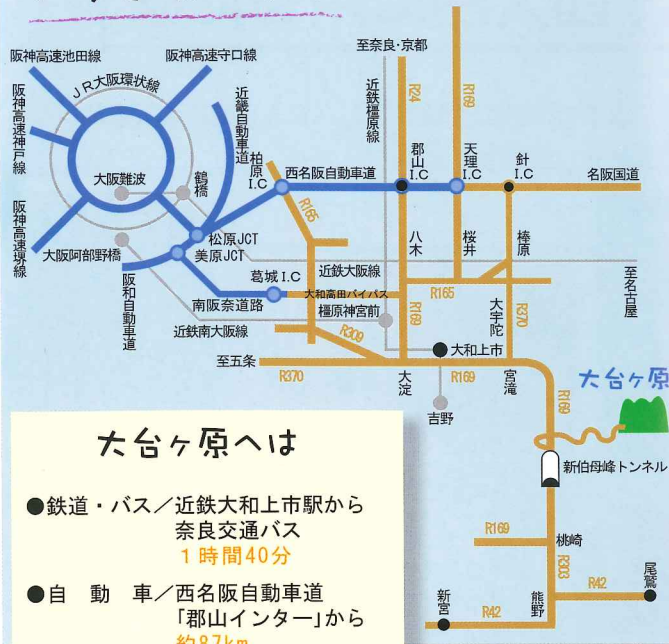 阪神高速池田線
阪神高速守口線
至奈良・京都
JR大阪環状線
近鉄橿原線
R24
R169
阪神高速神戸線
近畿自動車道
柏原I.C
西名阪自動車道
郡山I.C
天理I.C
針I.C
名阪国道
大阪難波
鶴橋
R165
阪神高速堺線
大阪阿部野橋
松原JCT
美原JCT
八木
桜井
榛原
阪和自動車道
葛城I.C
近鉄大阪線
至名古屋
南阪奈道路
大和高田バイパス
R165
橿原神宮前
R169
大宇陀
R370
近鉄南大阪線
R309
大和上市
至五条
R370
大淀
R169
宮滝
吉野
R169
大台ヶ原
新伯母峰トンネル
R169
桃崎
R303
尾鷲
R42
熊野
新宮
R42
大台ヶ原へは
●鉄道・バス/近鉄大和上市駅から
奈良交通バス
1時間40分
●自動車/西名阪自動車道
「郡山インター」から
約87km